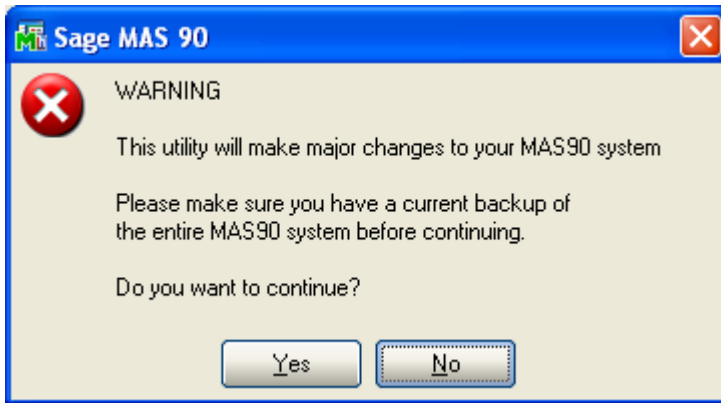 Sage MAS 90
WARNING
This utility will make major changes to your MAS90 system
Please make sure you have a current backup of
the entire MAS90 system before continuing.
Do you want to continue?
Yes
No